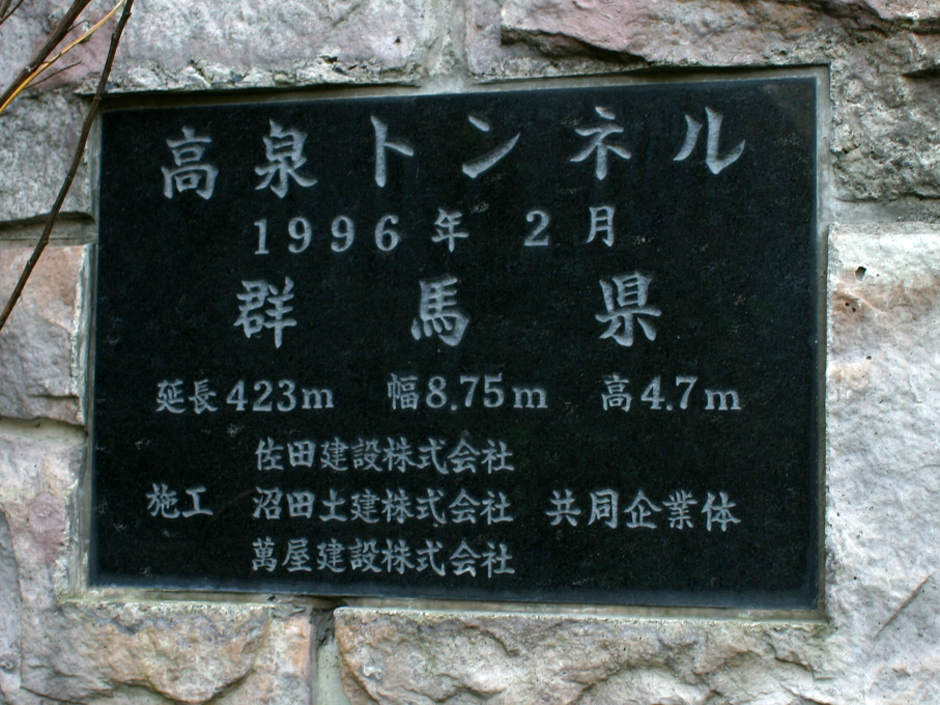 高泉トンネル
1996年2月
群馬県
延長423m 幅8.75m 高4.7m
佐田建設株式会社
施工 沼田土建株式会社 共同企業体
萬屋建設株式会社